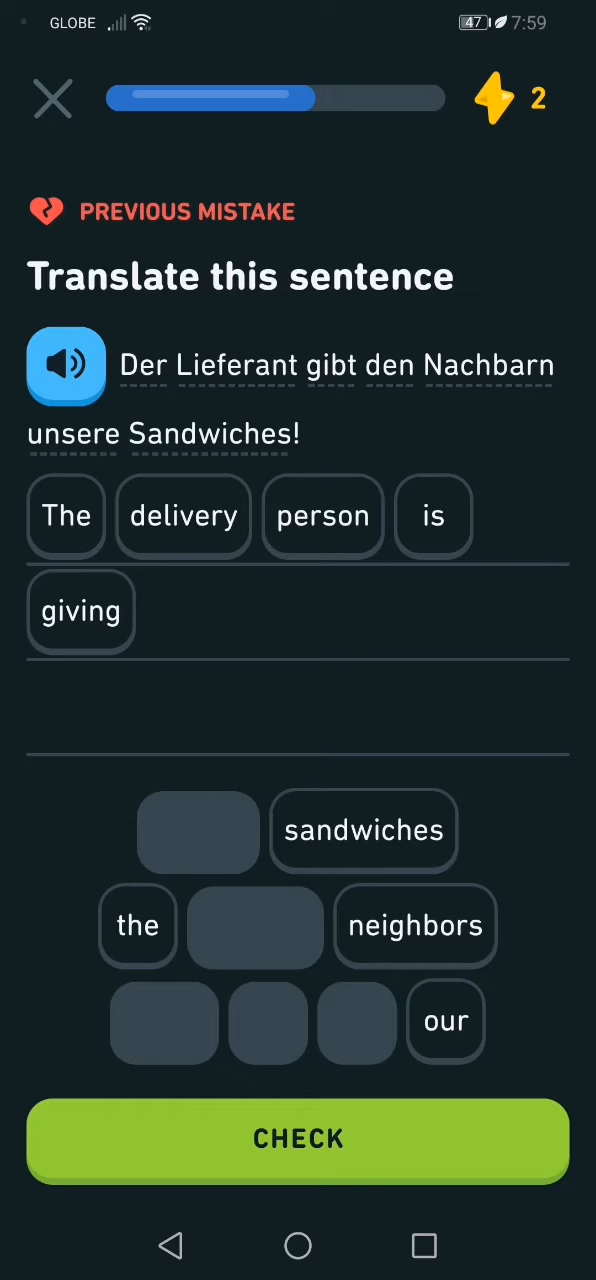 GLOBE 47 7:59
2
PREVIOUS MISTAKE
Translate this sentence
Der Lieferant gibt den Nachbarn
unsere Sandwiches!
The delivery person is
giving
sandwiches
the neighbors
our
CHECK